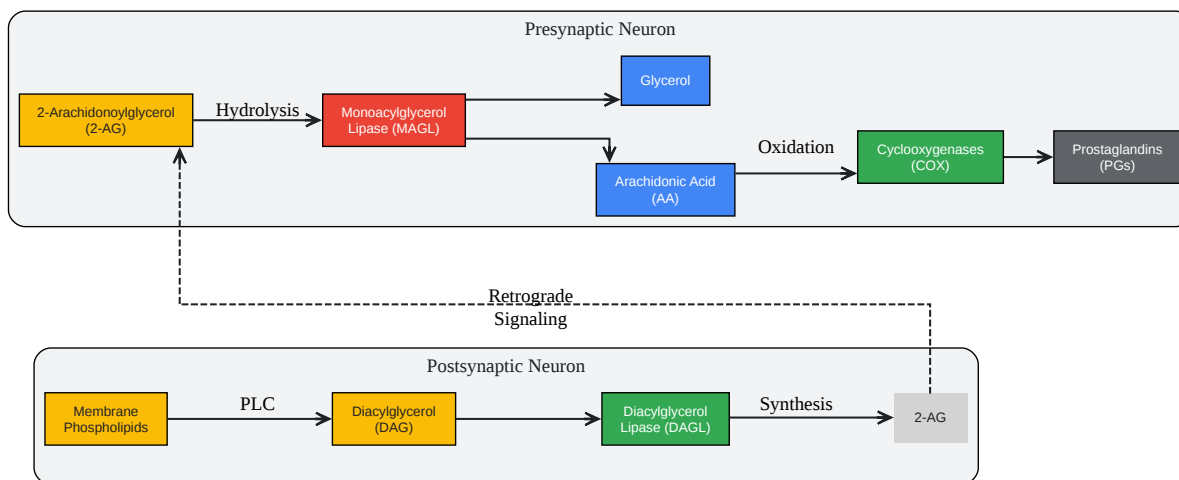 Presynaptic Neuron
Glycerol
2-Arachidonoylglycerol
(2-AG)
Hydrolysis
Monoacylglycerol
Lipase (MAGL)
Oxidation
Cyclooxygenases
(COX)
Prostaglandins
(PGs)
Arachidonic Acid
(AA)
Retrograde
Signaling
Postsynaptic Neuron
Membrane
Phospholipids
PLC
Diacylglycerol
(DAG)
Diacylglycerol
Lipase (DAGL)
Synthesis
2-AG